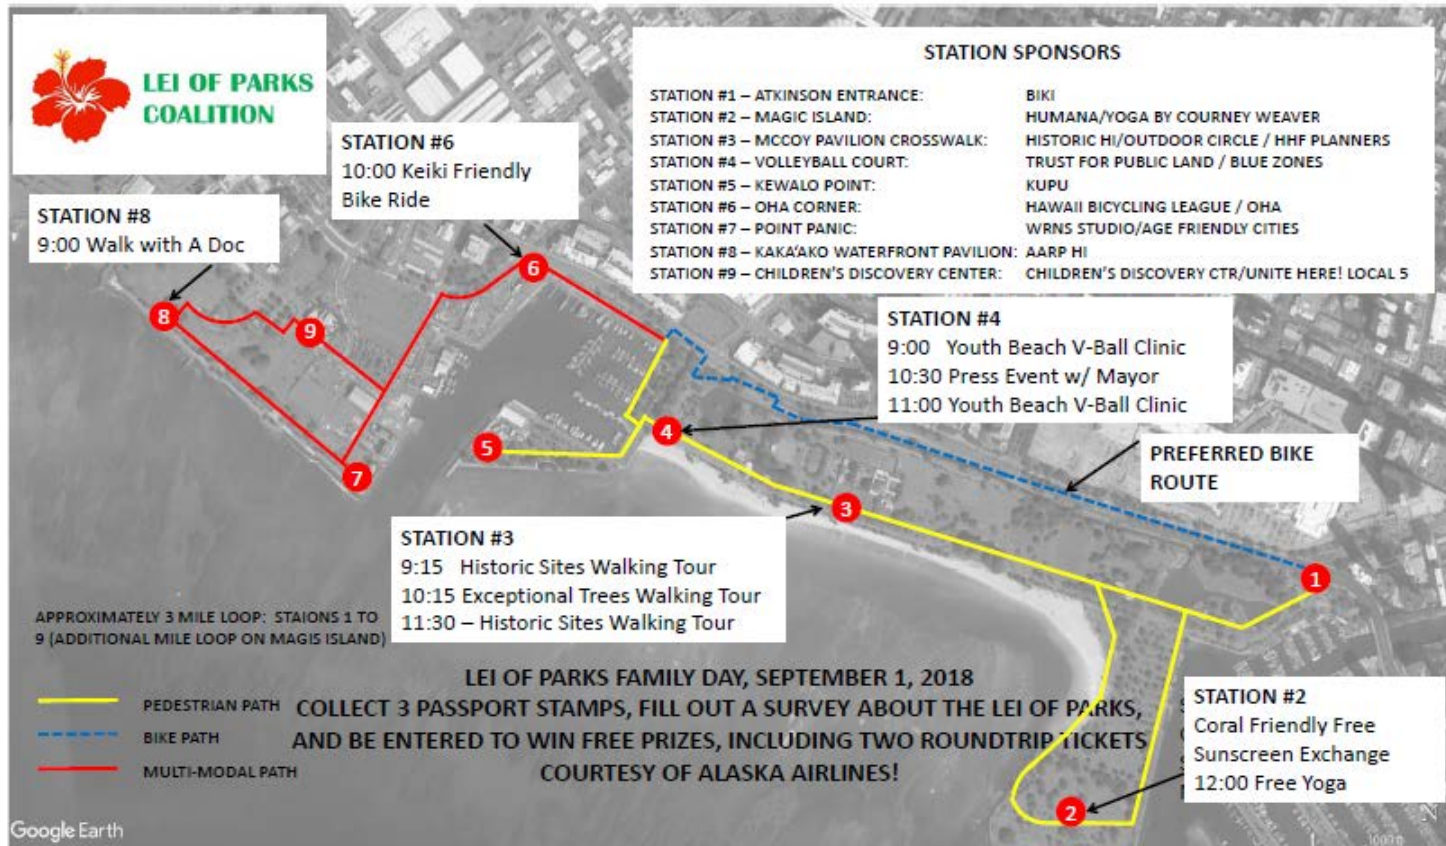 LEI OF PARKS
COALITION
STATION SPONSORS
STATION #1 – ATKINSON ENTRANCE: BIKI
STATION #2 – MAGIC ISLAND: HUMANA/YOGA BY COURNEY WEAVER
STATION #3 – MCCOY PAVILION CROSSWALK: HISTORIC HI/OUTDOOR CIRCLE / HHF PLANNERS
STATION #4 – VOLLEYBALL COURT: TRUST FOR PUBLIC LAND / BLUE ZONES
STATION #5 – KEWALO POINT: KUPU
STATION #6 – OHA CORNER: HAWAII BICYCLING LEAGUE / OHA
STATION #7 – POINT PANIC: WRNS STUDIO/AGE FRIENDLY CITIES
STATION #8 – KAKA'AKO WATERFRONT PAVILION: AARP HI
STATION #9 – CHILDREN'S DISCOVERY CENTER: CHILDREN'S DISCOVERY CTR/UNITE HERE! LOCAL 5
STATION #6
10:00 Keiki Friendly
Bike Ride
STATION #8
9:00 Walk with A Doc
6
8
9
STATION #4
9:00 Youth Beach V-Ball Clinic
10:30 Press Event w/ Mayor
11:00 Youth Beach V-Ball Clinic
4
5
7
PREFERRED BIKE
ROUTE
3
STATION #3
9:15 Historic Sites Walking Tour
10:15 Exceptional Trees Walking Tour
11:30 – Historic Sites Walking Tour
1
APPROXIMATELY 3 MILE LOOP: STAIONS 1 TO
9 (ADDITIONAL MILE LOOP ON MAGIS ISLAND)
LEI OF PARKS FAMILY DAY, SEPTEMBER 1, 2018
COLLECT 3 PASSPORT STAMPS, FILL OUT A SURVEY ABOUT THE LEI OF PARKS,
AND BE ENTERED TO WIN FREE PRIZES, INCLUDING TWO ROUNDTRIP TICKETS
COURTESY OF ALASKA AIRLINES!
PEDESTRIAN PATH
BIKE PATH
MULTI-MODAL PATH
STATION #2
Coral Friendly Free
Sunscreen Exchange
12:00 Free Yoga
2
Google Earth